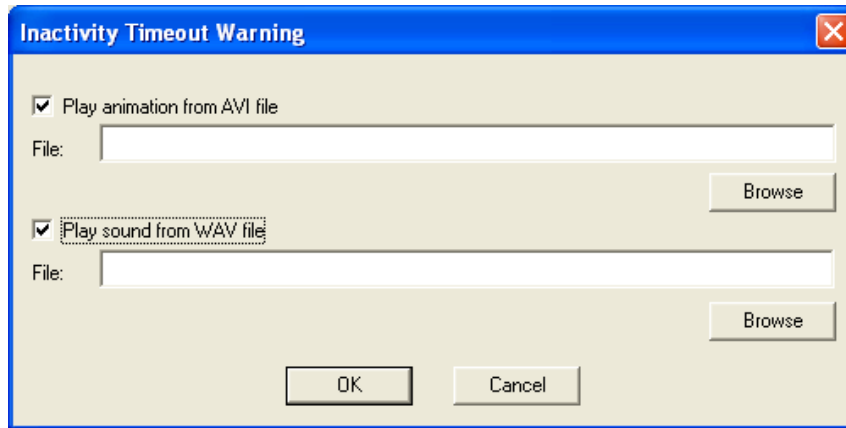 Inactivity Timeout Warning
Play animation from AVI file
File:
Browse
Play sound from WAV file
File:
Browse
OK Cancel